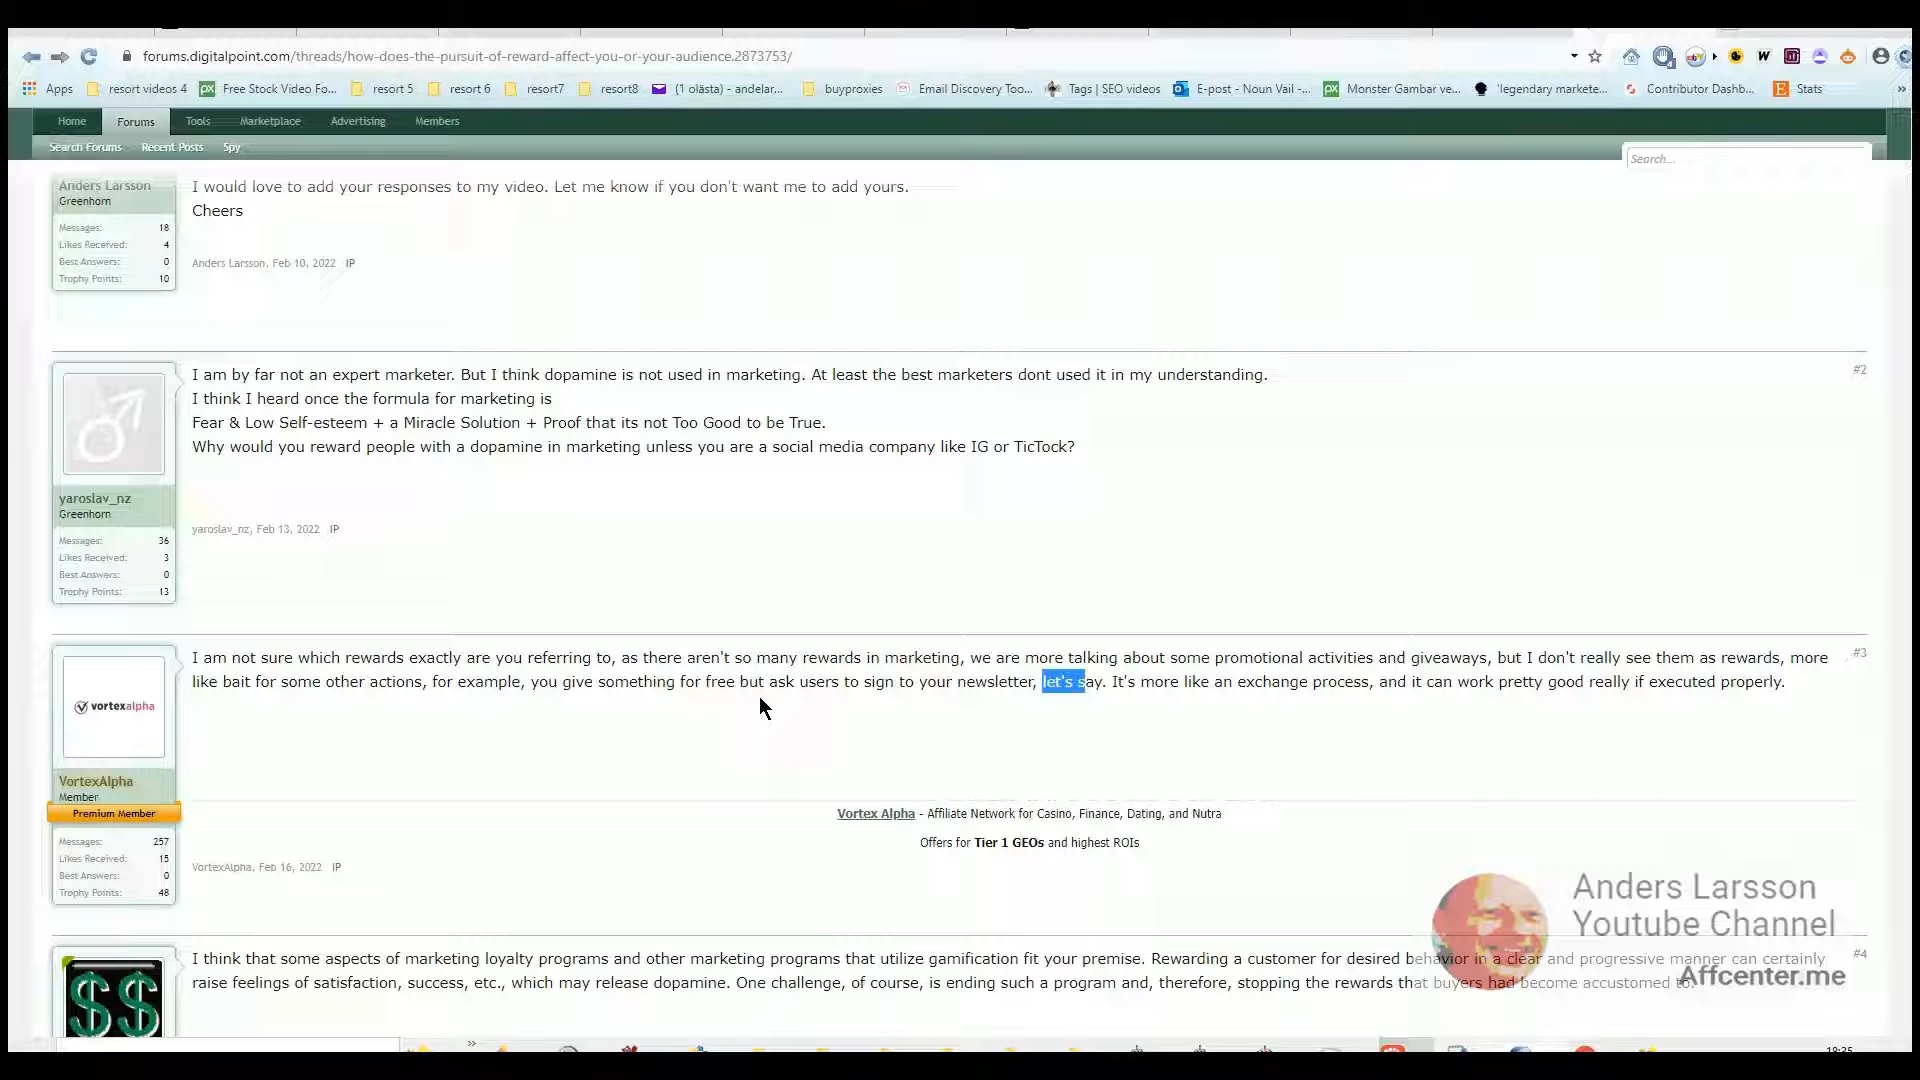 forums.digitalpoint.com/threads/how-does-the-pursuit-of-reward-affect-you-or-your-audience.2873753/
Apps resort videos 4 Free Stock Video Fo... resort 5 resort 6 resort7 resort8 (1 olästa) - andelar... buyproxies Email Discovery Too... Tags | SEO videos E-post - Noun Vail -... Monster Gambar ve... 'legendary markete... Contributor Dashb... Stats »
Home Forums Tools Marketplace Advertising Members
Search Forums Recent Posts Spy
Search...
Anders Larsson
Greenhorn
Messages: 18
Likes Received: 4
Best Answers: 0
Trophy Points: 10
I would love to add your responses to my video. Let me know if you don't want me to add yours.
Cheers
Anders Larsson, Feb 10, 2022 IP
#2
I am by far not an expert marketer. But I think dopamine is not used in marketing. At least the best marketers dont used it in my understanding.
I think I heard once the formula for marketing is
Fear & Low Self-esteem + a Miracle Solution + Proof that its not Too Good to be True.
Why would you reward people with a dopamine in marketing unless you are a social media company like IG or TicTock?
yaroslav_nz
Greenhorn
Messages: 36
Likes Received: 3
Best Answers: 0
Trophy Points: 13
yaroslav_nz, Feb 13, 2022 IP
#3
I am not sure which rewards exactly are you referring to, as there aren't so many rewards in marketing, we are more talking about some promotional activities and giveaways, but I don't really see them as rewards, more
like bait for some other actions, for example, you give something for free but ask users to sign to your newsletter, let's say. It's more like an exchange process, and it can work pretty good really if executed properly.
vortexalpha
VortexAlpha
Member
Premium Member
Messages: 257
Likes Received: 15
Best Answers: 0
Trophy Points: 48
Vortex Alpha - Affiliate Network for Casino, Finance, Dating, and Nutra
Offers for Tier 1 GEOs and highest ROIs
VortexAlpha, Feb 16, 2022 IP
#4
I think that some aspects of marketing loyalty programs and other marketing programs that utilize gamification fit your premise. Rewarding a customer for desired behavior in a clear and progressive manner can certainly
raise feelings of satisfaction, success, etc., which may release dopamine. One challenge, of course, is ending such a program and, therefore, stopping the rewards that buyers had become accustomed to.
$$
Anders Larsson
Youtube Channel
Affcenter.me